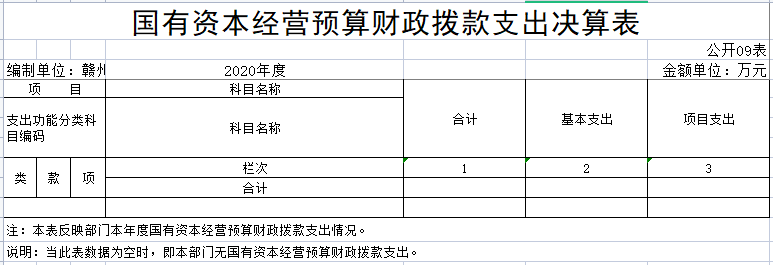 国有资本经营预算财政拨款支出决算表
公开09表
编制单位：赣州 2020年度 金额单位：万元
项 目 科目名称 合计 基本支出 项目支出
支出功能分类科目编码 科目名称
类 款 项 栏次 1 2 3
合计
注：本表反映部门本年度国有资本经营预算财政拨款支出情况。
说明：当此表数据为空时，即本部门无国有资本经营预算财政拨款支出。